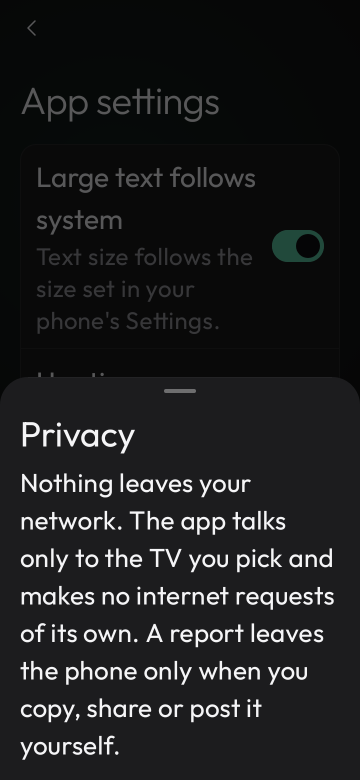 App settings
Large text follows
system
Text size follows the
size set in your
phone's Settings.
Privacy
Nothing leaves your
network. The app talks
only to the TV you pick and
makes no internet requests
of its own. A report leaves
the phone only when you
copy, share or post it
yourself.